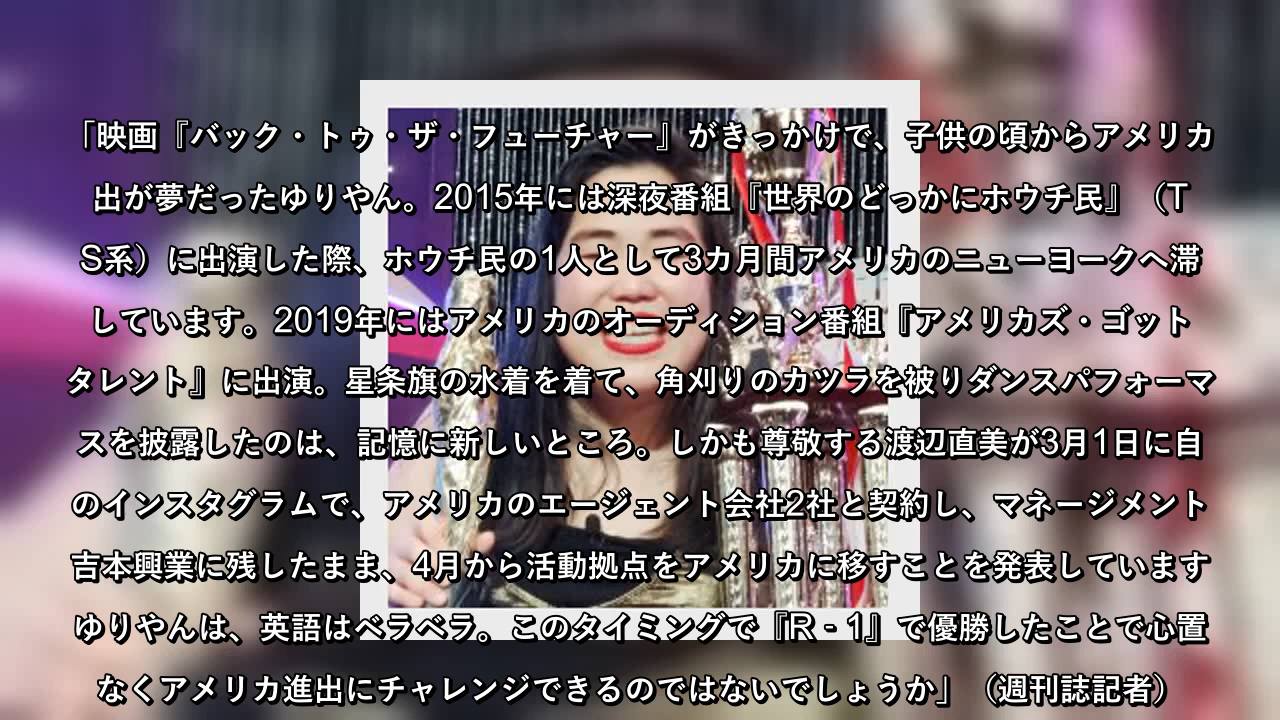 「映画『バック・トゥ・ザ・フューチャー』がきっかけで、子供の頃からアメリカ
出が夢だったゆりやん。2015年には深夜番組『世界のどっかにホウチ民』（T
S系）に出演した際、ホウチ民の1人として3カ月間アメリカのニューヨークへ滞
しています。2019年にはアメリカのオーディション番組『アメリカズ・ゴット
タレント』に出演。星条旗の水着を着て、角刈りのカツラを被りダンスパフォーマ
スを披露したのは、記憶に新しいところ。しかも尊敬する渡辺直美が3月1日に自
のインスタグラムで、アメリカのエージェント会社2社と契約し、マネージメント
吉本興業に残したまま、4月から活動拠点をアメリカに移すことを発表しています
ゆりやんは、英語はベラベラ。このタイミングで『R-1』で優勝したことで心置
なくアメリカ進出にチャレンジできるのではないでしょうか」（週刊誌記者）